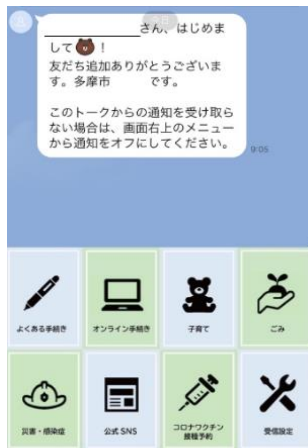 さん、はじめま
して！
友だち追加ありがとうございま
す。多摩市 です。
このトークからの通知を受け取ら
ない場合は、画面右上のメニュー
から通知をオフにしてください。
9:05
よくある手続き
オンライン手続き
子育て
ごみ
災害・感染症
公式 SNS
コロナワクチン
接種予約
受信設定